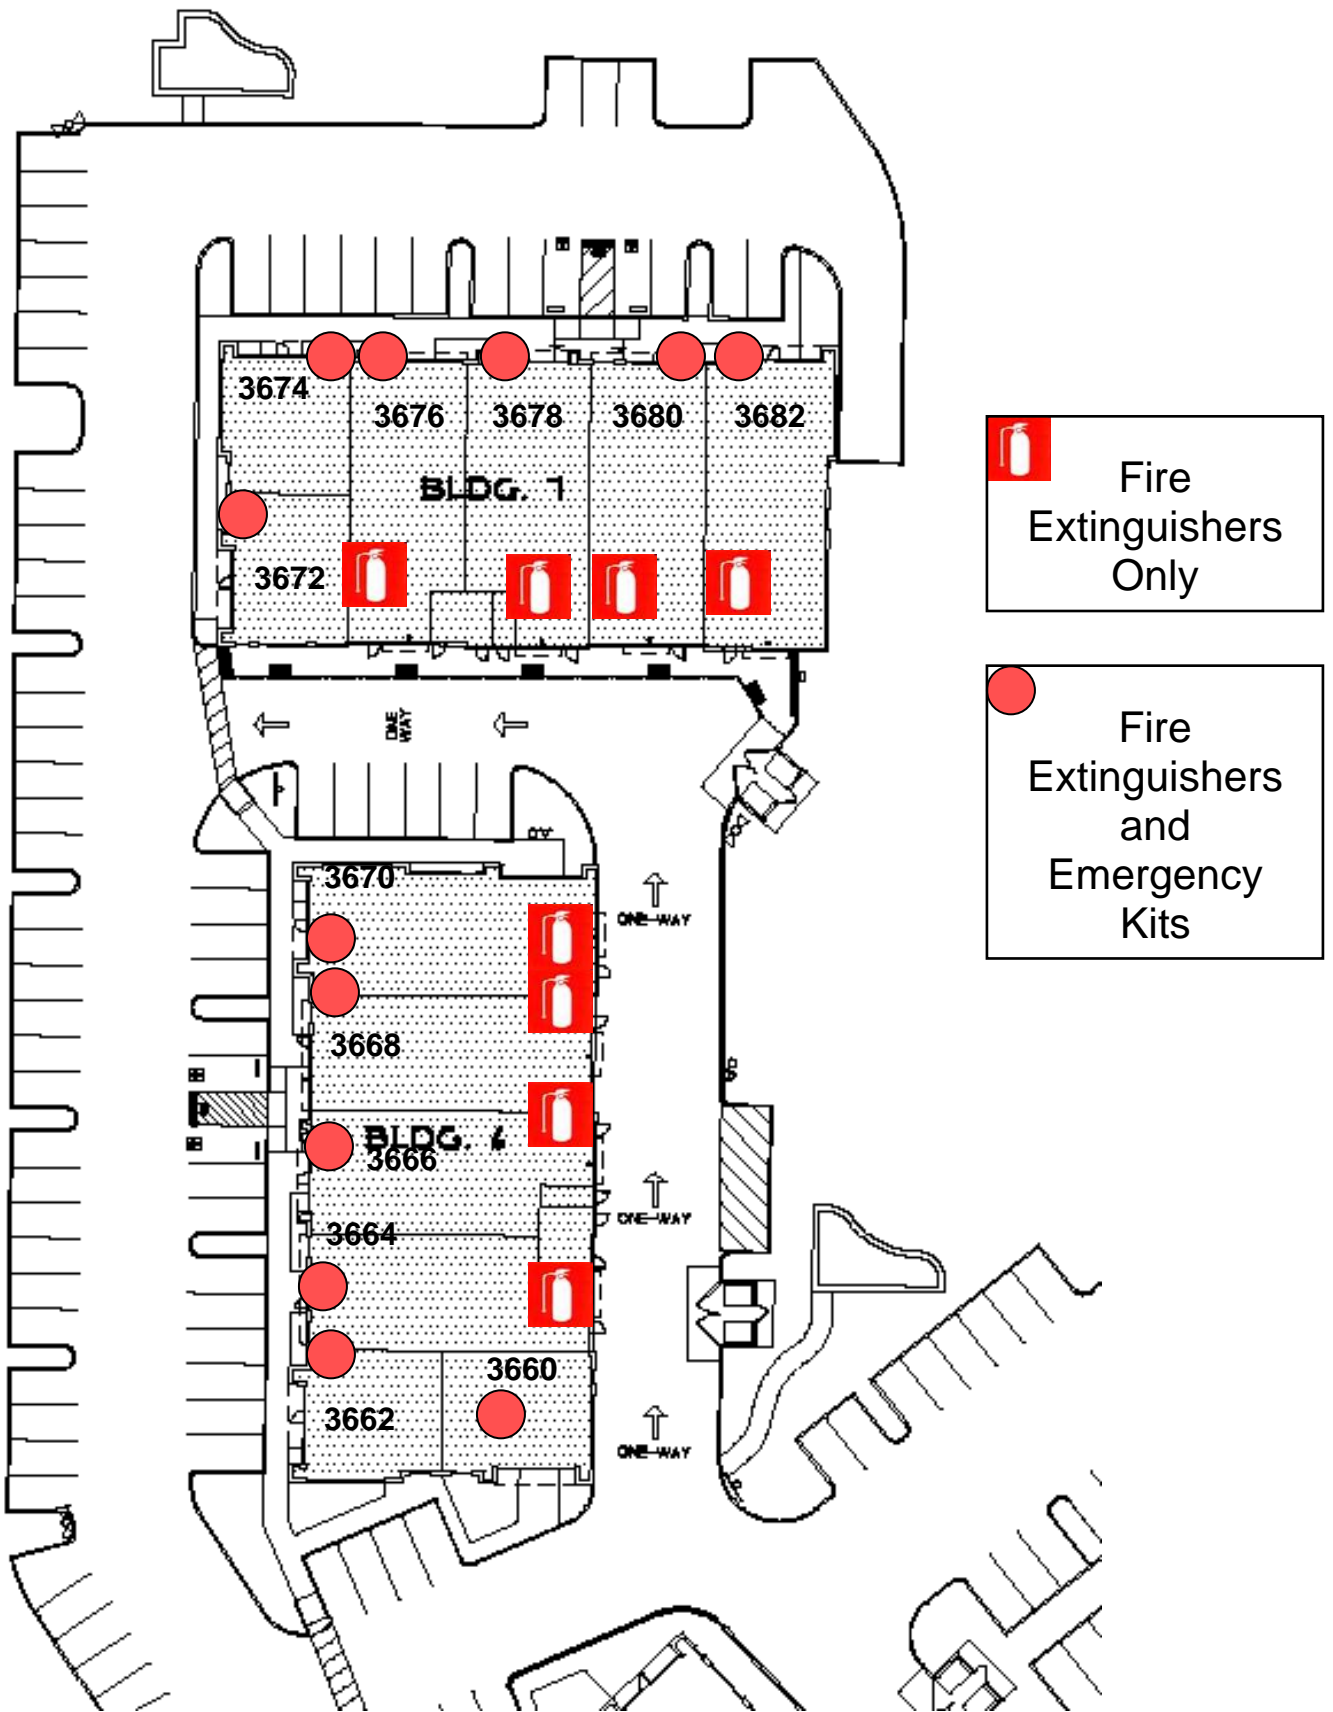 3674
3676
3678
3680
3682
BLDG. 7
3672
ONE
WAY
3670
ONE WAY
3668
BLDG. 6
3666
3664
ONE WAY
3660
3662
ONE WAY
Fire
Extinguishers
Only
Fire
Extinguishers
and
Emergency
Kits